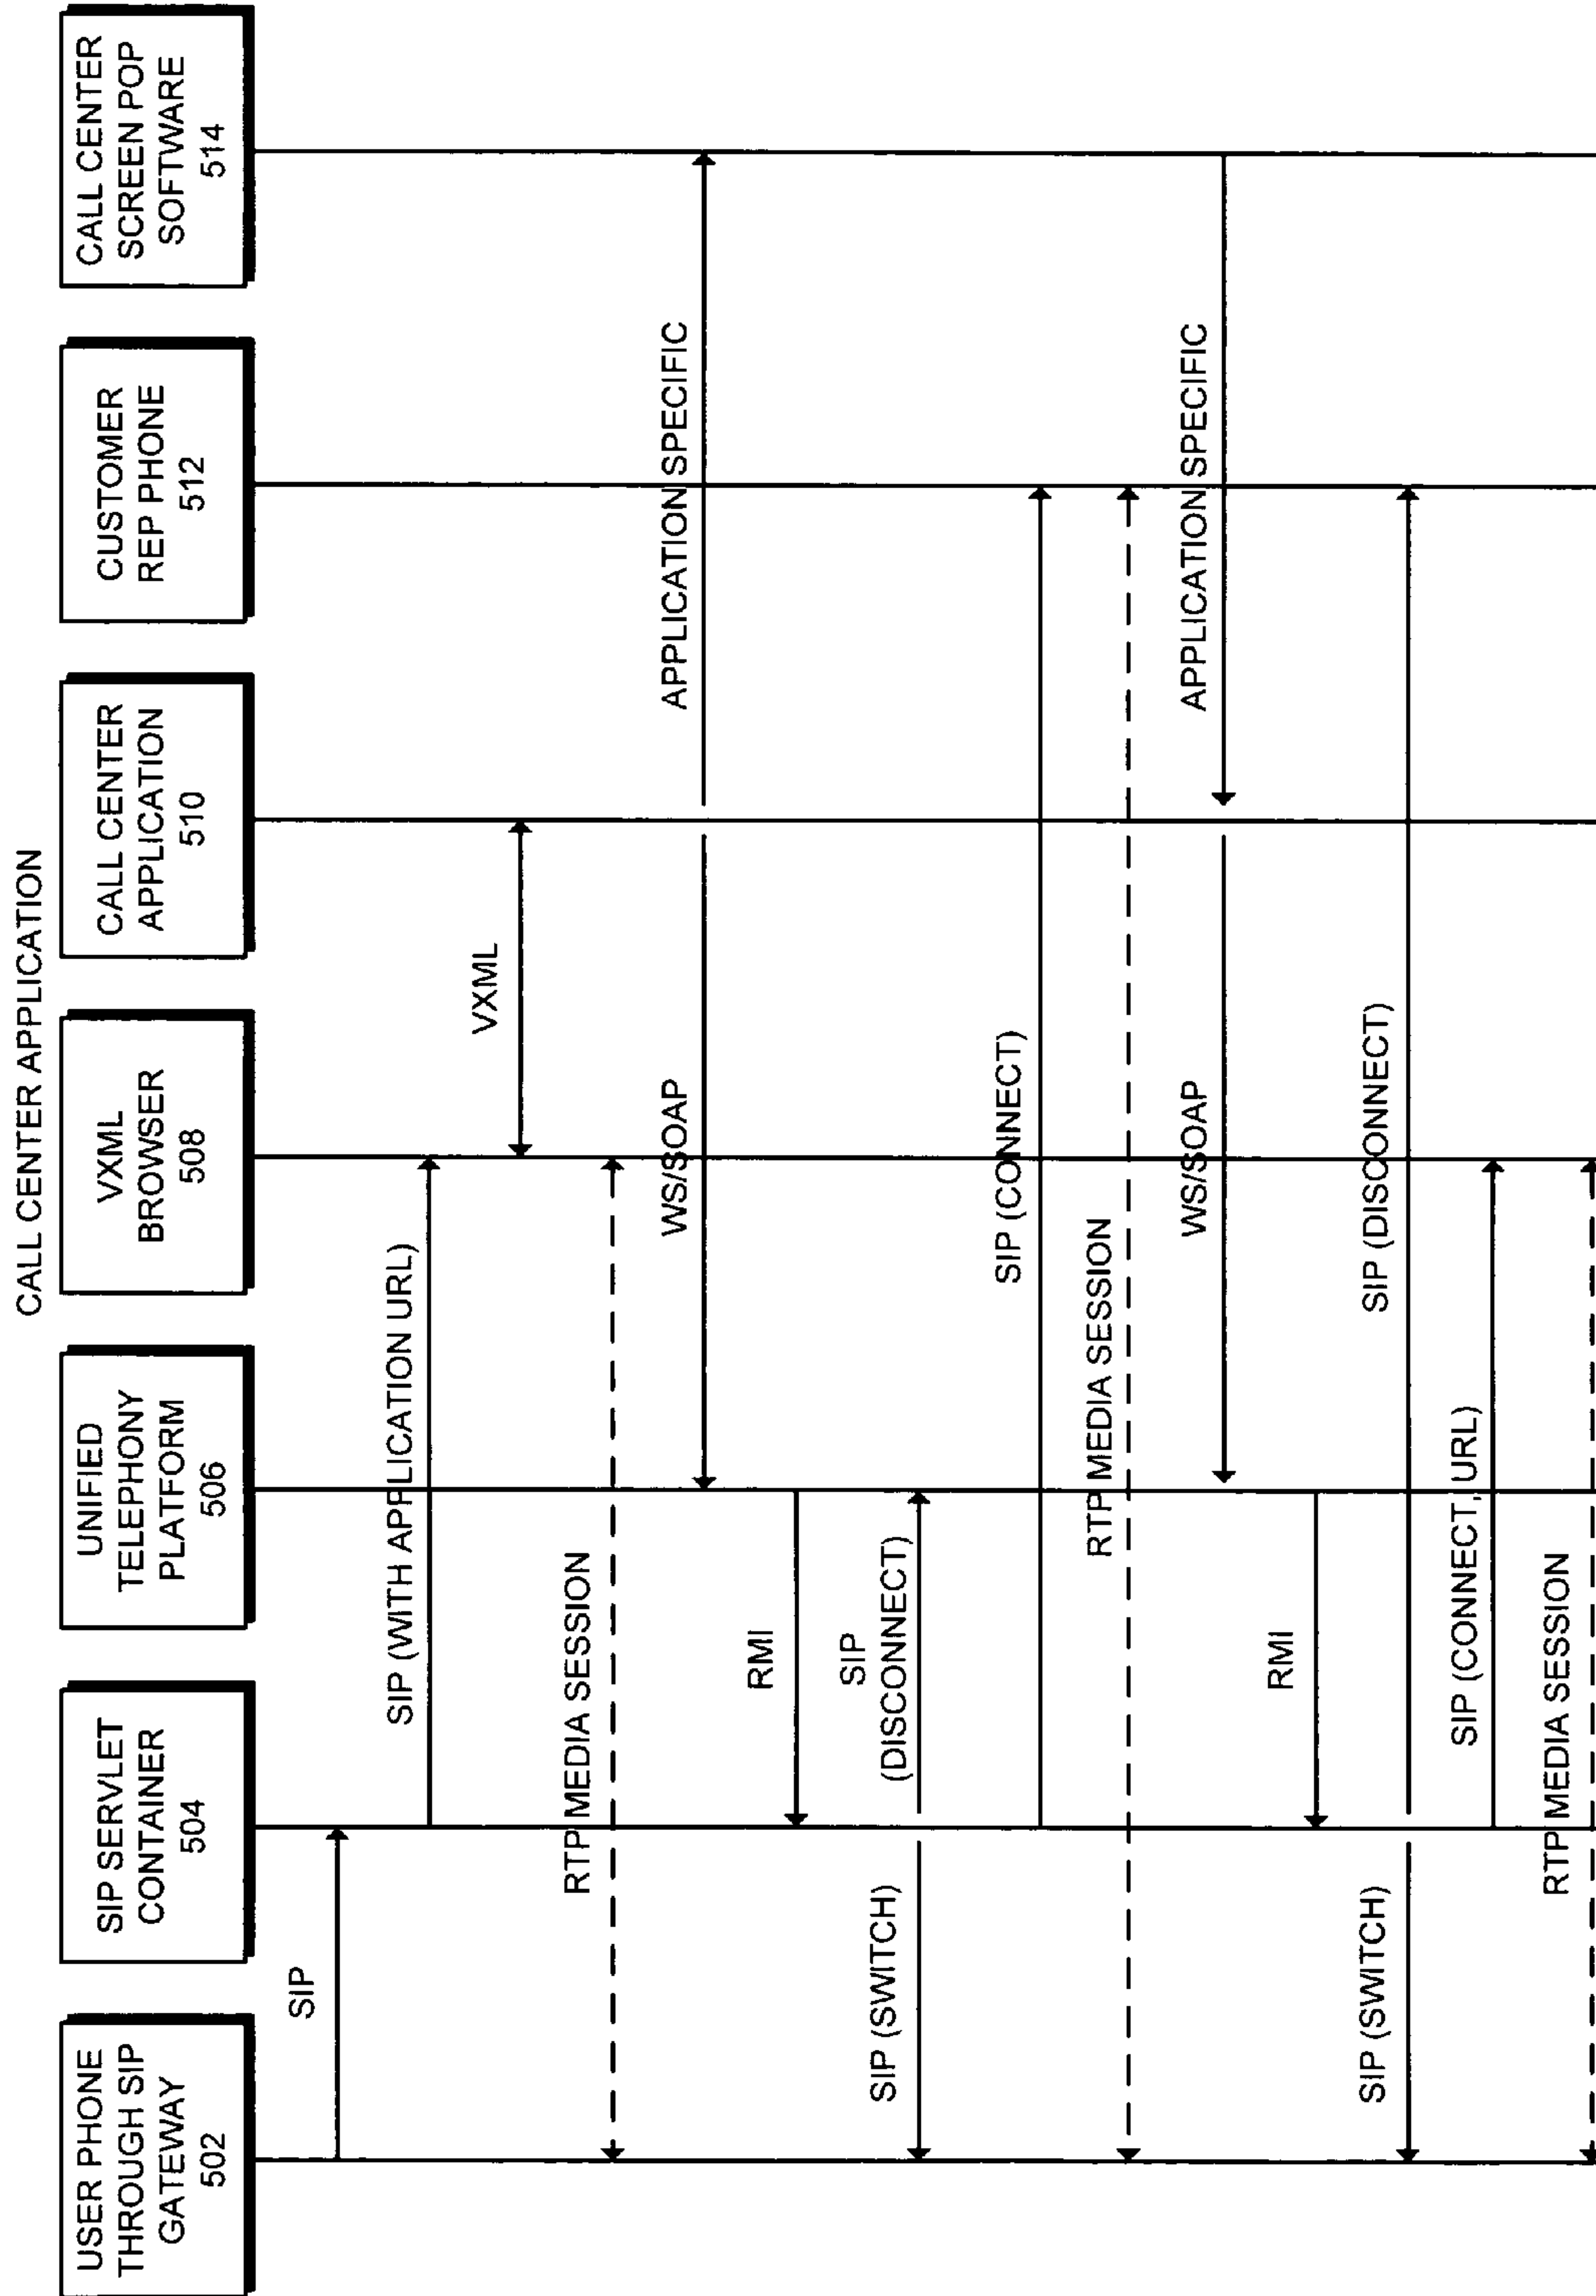 CALL CENTER APPLICATION
USER PHONE
THROUGH SIP
GATEWAY
502
SIP SERVLET
CONTAINER
504
UNIFIED
TELEPHONY
PLATFORM
506
VXML
BROWSER
508
CALL CENTER
APPLICATION
510
CUSTOMER
REP PHONE
512
CALL CENTER
SCREEN POP
SOFTWARE
514
SIP
SIP (WITH APPLICATION URL)
VXML
RTP MEDIA SESSION
WS/SOAP
APPLICATION SPECIFIC
RMI
SIP (SWITCH)
SIP
(DISCONNECT)
SIP (CONNECT)
RTP MEDIA SESSION
WS/SOAP
APPLICATION SPECIFIC
RMI
SIP (SWITCH)
SIP (DISCONNECT)
SIP (CONNECT, URL)
RTP MEDIA SESSION